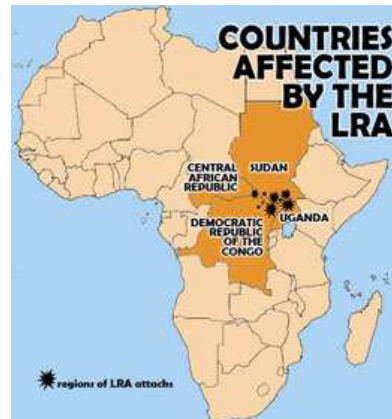 COUNTRIES
AFFECTED
BY THE
LRA
CENTRAL
AFRICAN
REPUBLIC
SUDAN
UGANDA
DEMOCRATIC
REPUBLIC
OF THE
CONGO
regions of LRA attacks